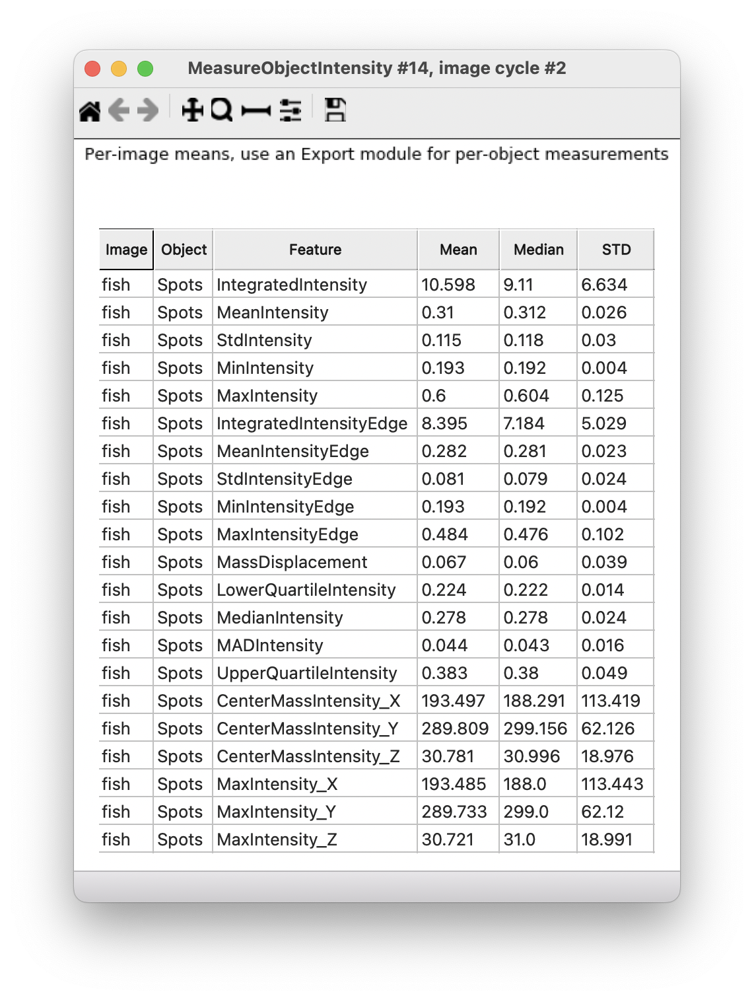 MeasureObjectIntensity #14, image cycle #2
Per-image means, use an Export module for per-object measurements
Image Object Feature Mean Median STD
fish Spots IntegratedIntensity 10.598 9.11 6.634
fish Spots MeanIntensity 0.31 0.312 0.026
fish Spots StdIntensity 0.115 0.118 0.03
fish Spots MinIntensity 0.193 0.192 0.004
fish Spots MaxIntensity 0.6 0.604 0.125
fish Spots IntegratedIntensityEdge 8.395 7.184 5.029
fish Spots MeanIntensityEdge 0.282 0.281 0.023
fish Spots StdIntensityEdge 0.081 0.079 0.024
fish Spots MinIntensityEdge 0.193 0.192 0.004
fish Spots MaxIntensityEdge 0.484 0.476 0.102
fish Spots MassDisplacement 0.067 0.06 0.039
fish Spots LowerQuartileIntensity 0.224 0.222 0.014
fish Spots MedianIntensity 0.278 0.278 0.024
fish Spots MADIntensity 0.044 0.043 0.016
fish Spots UpperQuartileIntensity 0.383 0.38 0.049
fish Spots CenterMassIntensity_X 193.497 188.291 113.419
fish Spots CenterMassIntensity_Y 289.809 299.156 62.126
fish Spots CenterMassIntensity_Z 30.781 30.996 18.976
fish Spots MaxIntensity_X 193.485 188.0 113.443
fish Spots MaxIntensity_Y 289.733 299.0 62.12
fish Spots MaxIntensity_Z 30.721 31.0 18.991